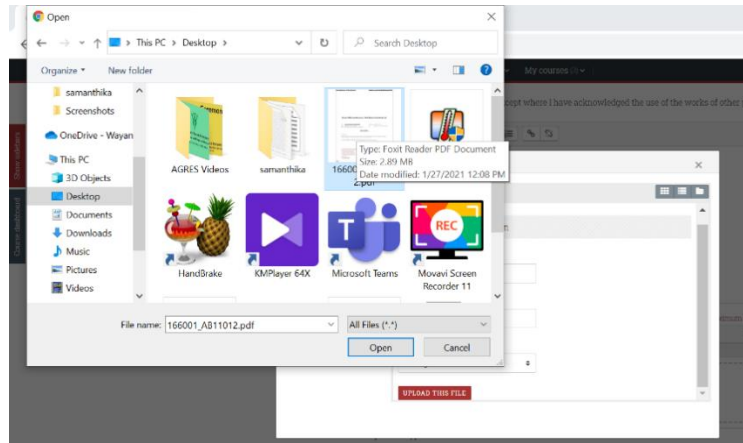 Open
This PC > Desktop >
Search Desktop
Organize
New folder
My courses
samanthika
Screenshots
OneDrive - Wayan
This PC
3D Objects
Desktop
Documents
Downloads
Music
Pictures
Videos
AGRES Videos
samanthika
16600
2.pdf
Type: Foxit Reader PDF Document
Size: 2.89 MB
Date modified: 1/27/2021 12:08 PM
HandBrake
KMPlayer 64X
Microsoft Teams
Movavi Screen
Recorder 11
REC
cept where I have acknowledged the use of the works of other
File name:
166001_AB11012.pdf
All Files (*.*)
Open
Cancel
UPLOAD THIS FILE